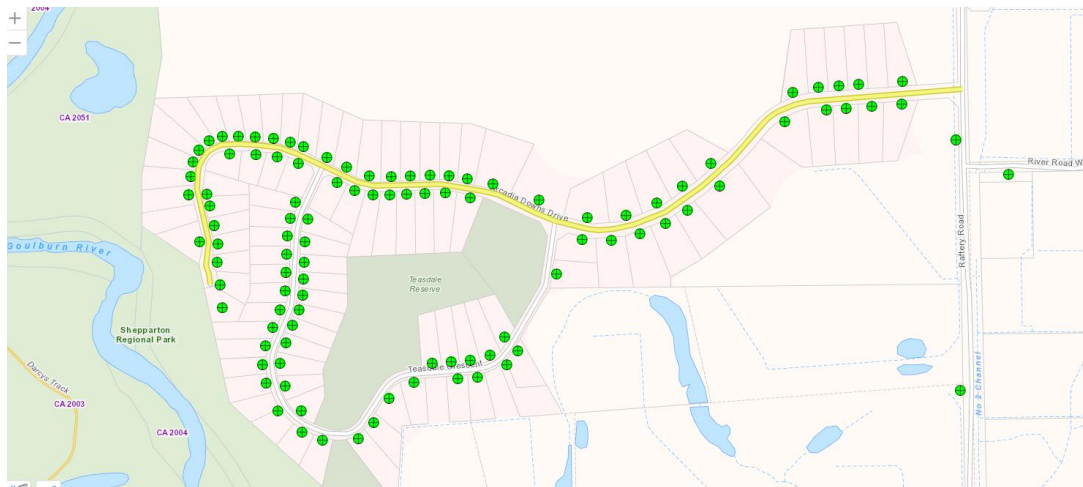 2004
+
−
CA 2051
River Road W
Arcadia Downs Drive
Raftery Road
Goulburn River
Teasdale
Reserve
Shepparton
Regional Park
Teasdale Crescent
Darcys Track
CA 2003
No 2 Channel
CA 2004